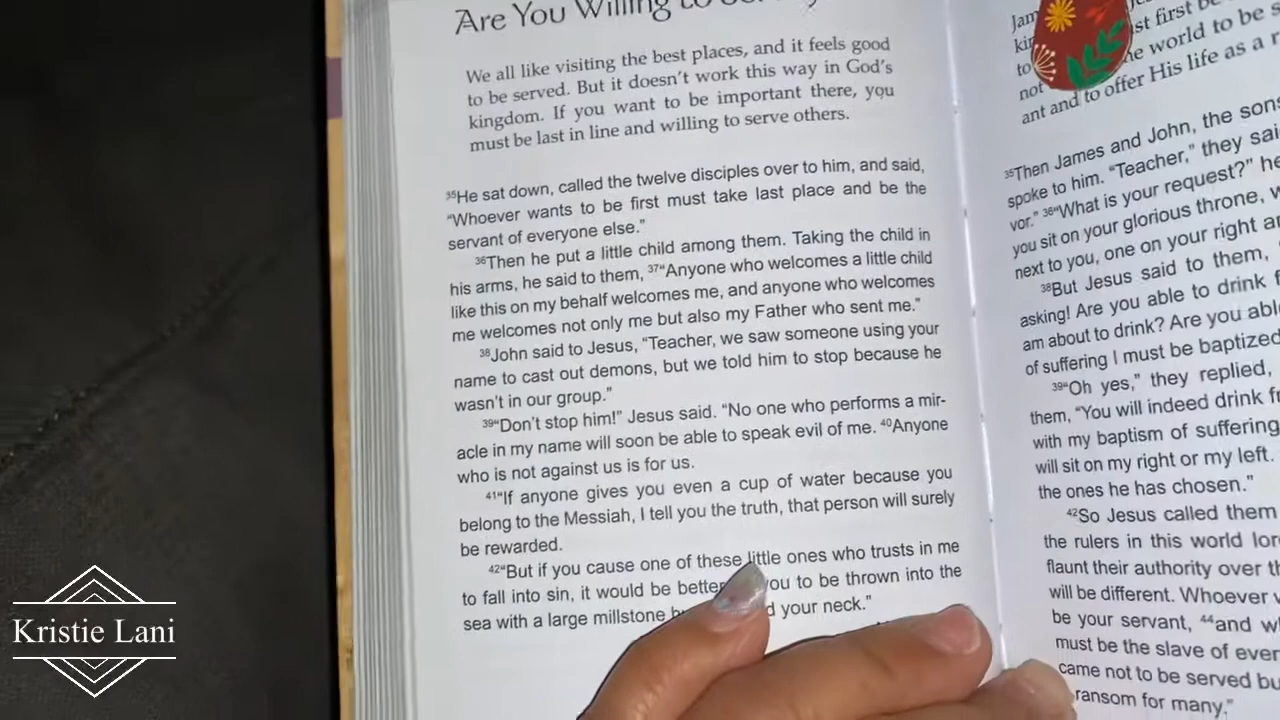 Are You Willing to
We all like visiting the best places, and it feels good
to be served. But it doesn't work this way in God's
kingdom. If you want to be important there, you
must be last in line and willing to serve others.
³⁵He sat down, called the twelve disciples over to him, and said,
“Whoever wants to be first must take last place and be the
servant of everyone else.”
³⁶Then he put a little child among them. Taking the child in
his arms, he said to them, ³⁷“Anyone who welcomes a little child
like this on my behalf welcomes me, and anyone who welcomes
me welcomes not only me but also my Father who sent me.”
³⁸John said to Jesus, “Teacher, we saw someone using your
name to cast out demons, but we told him to stop because he
wasn't in our group.”
³⁹“Don't stop him!” Jesus said. “No one who performs a mir-
acle in my name will soon be able to speak evil of me. ⁴⁰Anyone
who is not against us is for us.
⁴¹“If anyone gives you even a cup of water because you
belong to the Messiah, I tell you the truth, that person will surely
be rewarded.
⁴²“But if you cause one of these little ones who trusts in me
to fall into sin, it would be better you to be thrown into the
sea with a large millstone your neck.”
first
to the world to be
not
ant and to offer His life as a
³⁵Then James and John, the
spoke to him. “Teacher,” they
vor.” ³⁶“What is your request?”
you sit on your glorious throne,
next to you, one on your right
³⁸But Jesus said to them,
asking! Are you able to drink
am about to drink? Are you
of suffering I must be baptized
³⁹“Oh yes,” they replied,
them, “You will indeed drink
with my baptism of suffering
will sit on my right or my left.
the ones he has chosen.”
⁴²So Jesus called them
the rulers in this world
flaunt their authority over
will be different. Whoever
be your servant, ⁴⁴and
must be the slave of
came not to be served
ransom for many.”
Kristie Lani